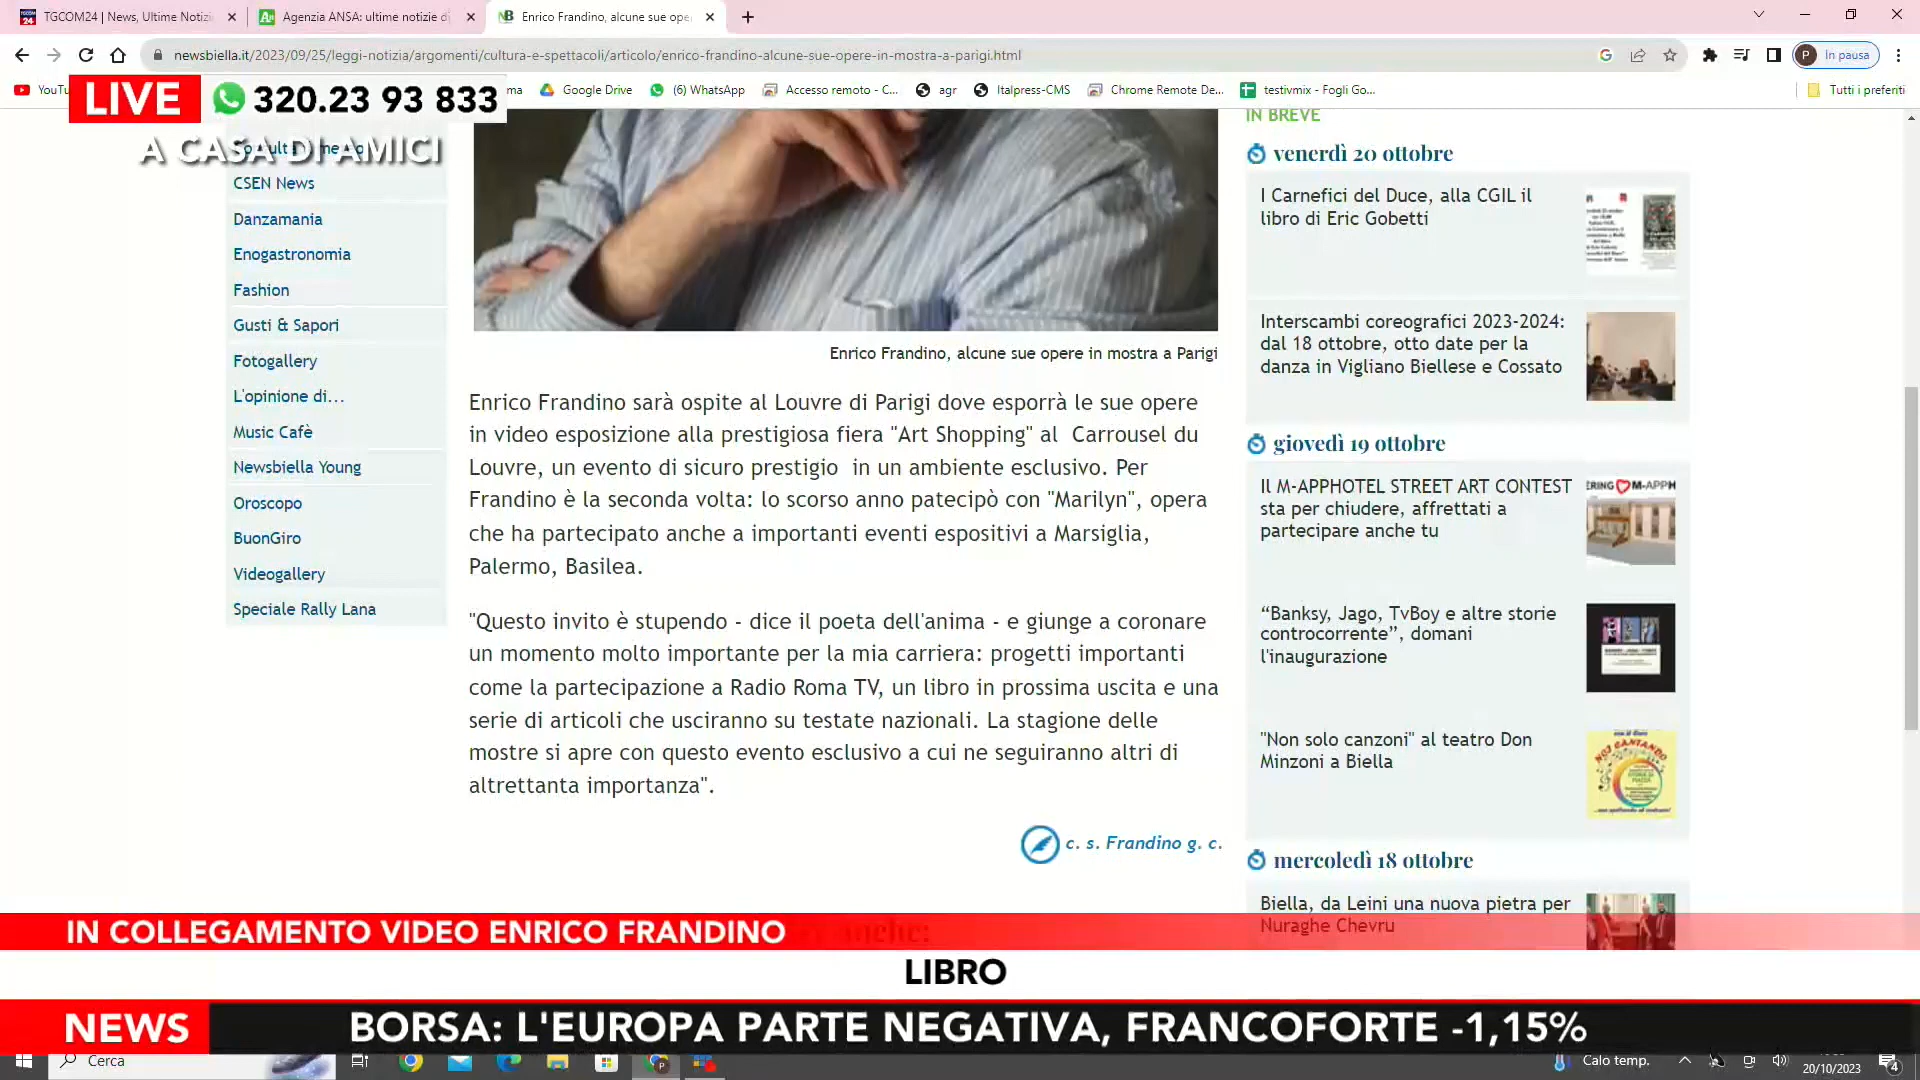 TGCOM24 | News, Ultime Notizi
Agenzia ANSA: ultime notizie d
Enrico Frandino, alcune sue ope
newsbiella.it/2023/09/25/leggi-notizia/argomenti/cultura-e-spettacoli/articolo/enrico-frandino-alcune-sue-opere-in-mostra-a-parigi.html
In pausa
Google Drive
(6) WhatsApp
Accesso remoto - C...
agr
Italpress-CMS
Chrome Remote De...
testivmix - Fogli Go...
Tutti i preferiti
LIVE 320.23 93 833
A CASA DI AMICI
CSEN News
Danzamania
Enogastronomia
Fashion
Gusti & Sapori
Fotogallery
L'opinione di...
Music Cafè
Newsbiella Young
Oroscopo
BuonGiro
Videogallery
Speciale Rally Lana
Enrico Frandino, alcune sue opere in mostra a Parigi
Enrico Frandino sarà ospite al Louvre di Parigi dove esporrà le sue opere
in video esposizione alla prestigiosa fiera "Art Shopping" al Carrousel du
Louvre, un evento di sicuro prestigio in un ambiente esclusivo. Per
Frandino è la seconda volta: lo scorso anno patecipò con "Marilyn", opera
che ha partecipato anche a importanti eventi espositivi a Marsiglia,
Palermo, Basilea.
"Questo invito è stupendo - dice il poeta dell'anima - e giunge a coronare
un momento molto importante per la mia carriera: progetti importanti
come la partecipazione a Radio Roma TV, un libro in prossima uscita e una
serie di articoli che usciranno su testate nazionali. La stagione delle
mostre si apre con questo evento esclusivo a cui ne seguiranno altri di
altrettanta importanza".
c. s. Frandino g. c.
IN BREVE
venerdì 20 ottobre
I Carnefici del Duce, alla CGIL il
libro di Eric Gobetti
Interscambi coreografici 2023-2024:
dal 18 ottobre, otto date per la
danza in Vigliano Biellese e Cossato
giovedì 19 ottobre
Il M-APPHOTEL STREET ART CONTEST
sta per chiudere, affrettati a
partecipare anche tu
“Banksy, Jago, TvBoy e altre storie
controcorrente”, domani
l'inaugurazione
"Non solo canzoni" al teatro Don
Minzoni a Biella
mercoledì 18 ottobre
Biella, da Leini una nuova pietra per
Nuraghe Chevru
IN COLLEGAMENTO VIDEO ENRICO FRANDINO
anche:
LIBRO
NEWS BORSA: L'EUROPA PARTE NEGATIVA, FRANCOFORTE -1,15%
Cerca
Calo temp.
20/10/2023
4